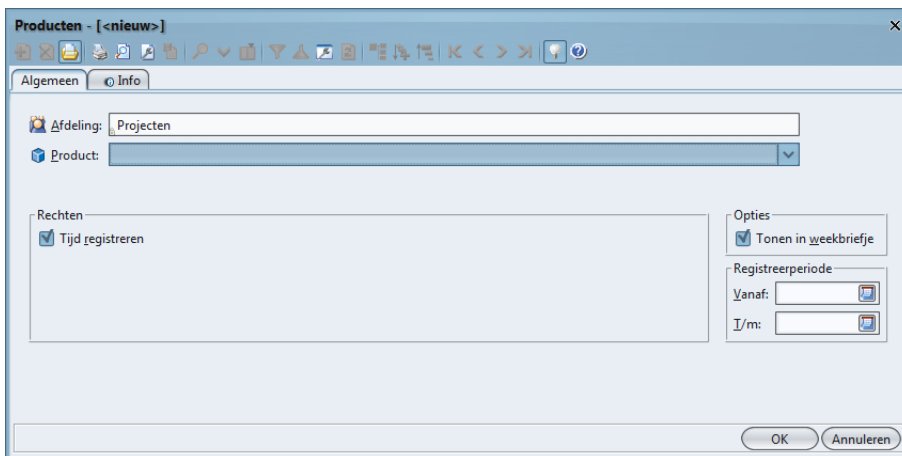 Producten - [<nieuw>]
Algemeen
Info
Afdeling: Projecten
Product:
Rechten
Tijd registreren
Opties
Tonen in weekbriefje
Registreerperiode
Vanaf:
T/m:
OK
Annuleren